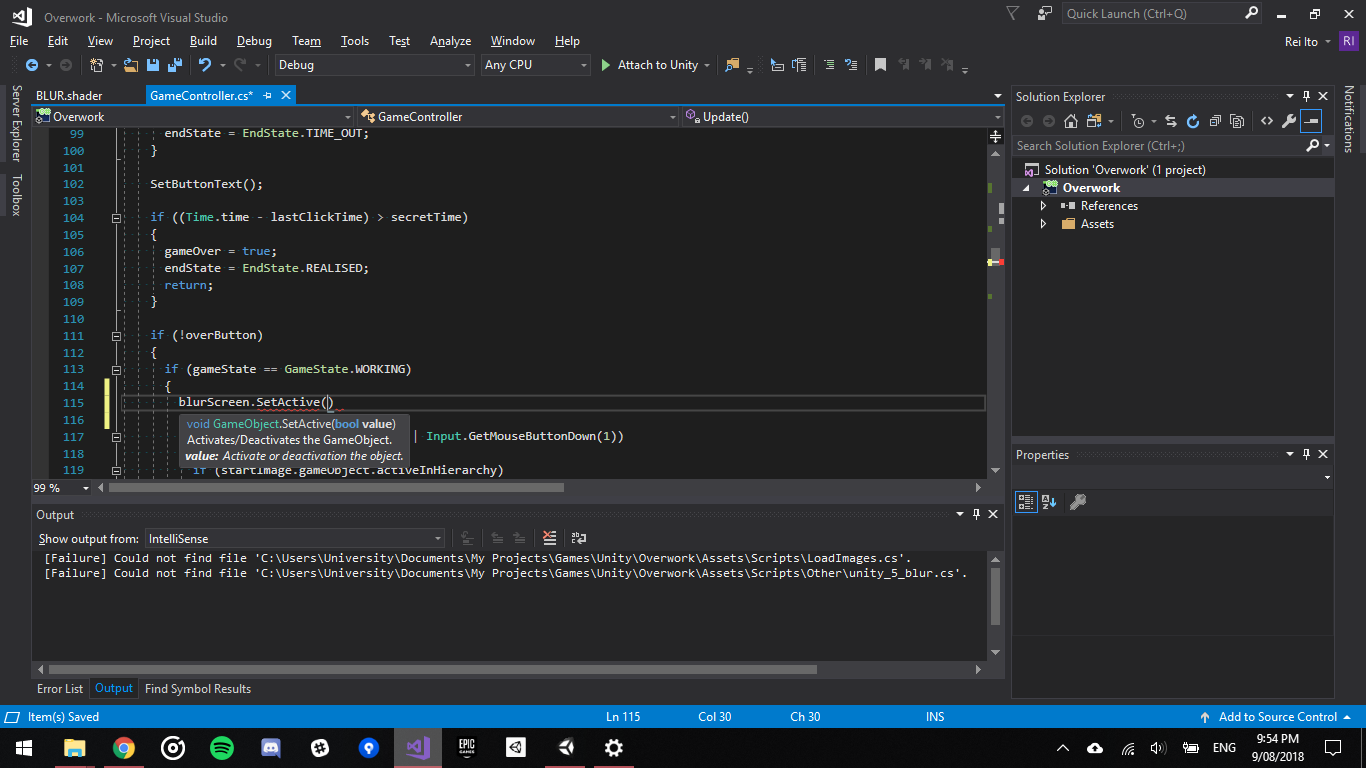 Overwork - Microsoft Visual Studio
Quick Launch (Ctrl+Q)
File Edit View Project Build Debug Team Tools Test Analyze Window Help
Rei Ito RI
Debug Any CPU Attach to Unity
Server Explorer
Toolbox
BLUR.shader GameController.cs*
Overwork GameController Update()
99 endState = EndState.TIME_OUT;
100 }
101
102 SetButtonText();
103
104 if ((Time.time - lastClickTime) > secretTime)
105 {
106 gameOver = true;
107 endState = EndState.REALISED;
108 return;
109 }
110
111 if (!overButton)
112 {
113 if (gameState == GameState.WORKING)
114 {
115 blurScreen.SetActive()
116
void GameObject.SetActive(bool value)
Activates/Deactivates the GameObject.
value: Activate or deactivation the object.
117 | Input.GetMouseButtonDown(1))
118
119 if (startImage.gameObject.activeInHierarchy)
99 %
Output
Show output from: IntelliSense
[Failure] Could not find file 'C:\Users\University\Documents\My Projects\Games\Unity\Overwork\Assets\Scripts\LoadImages.cs'.
[Failure] Could not find file 'C:\Users\University\Documents\My Projects\Games\Unity\Overwork\Assets\Scripts\Other\unity_5_blur.cs'.
Error List Output Find Symbol Results
Solution Explorer
Search Solution Explorer (Ctrl+;)
Solution 'Overwork' (1 project)
Overwork
References
Assets
Properties
Notifications
Item(s) Saved Ln 115 Col 30 Ch 30 INS Add to Source Control
EPIC
GAMES
ENG
9:54 PM
9/08/2018